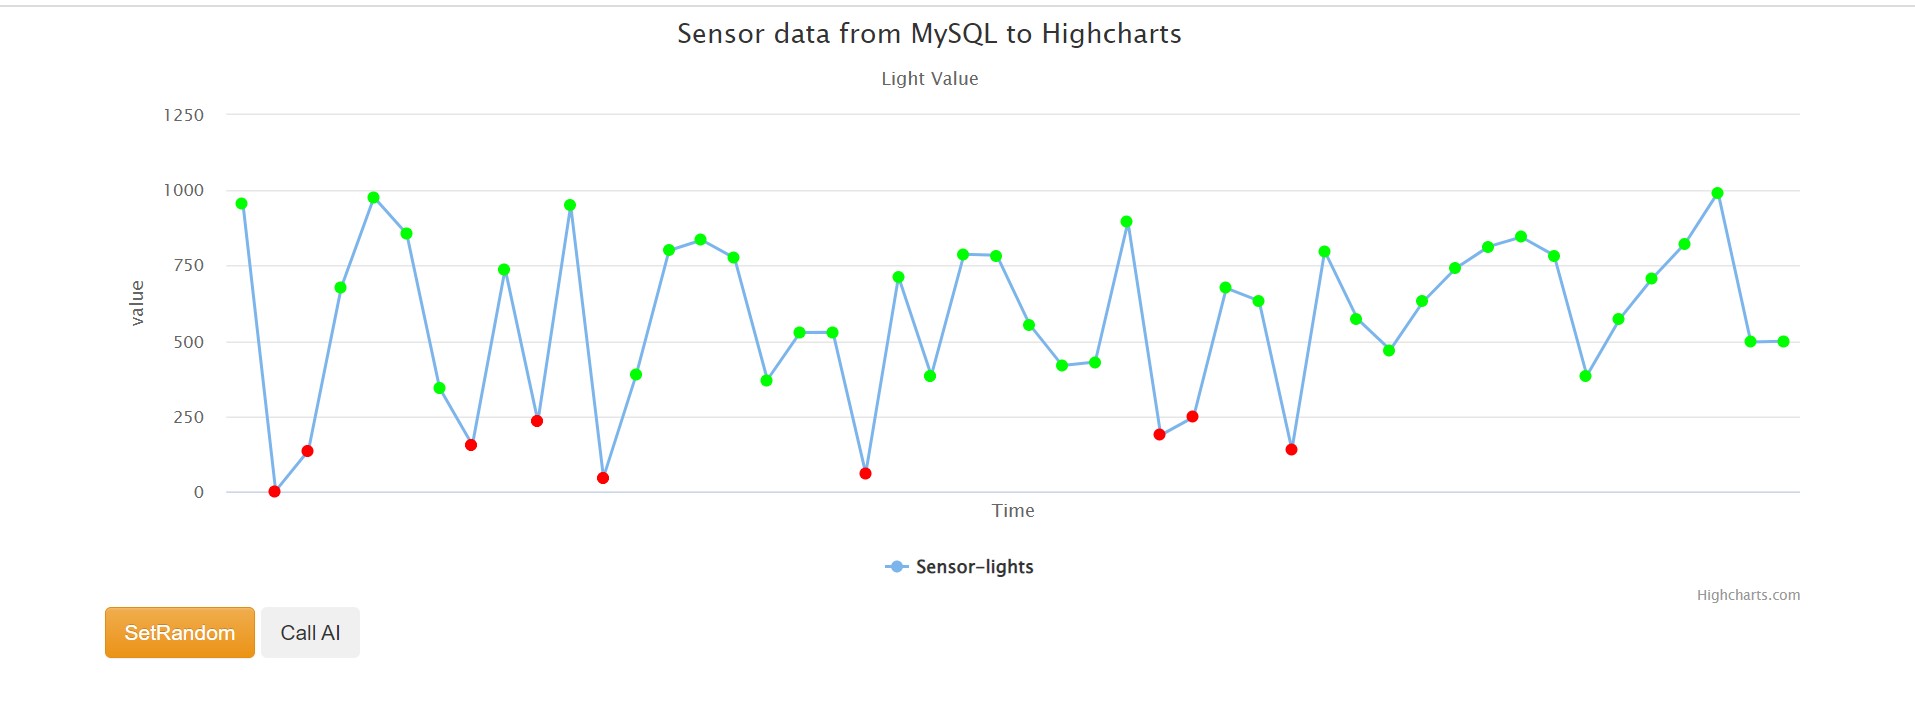 Sensor data from MySQL to Highcharts
Light Value
1250
1000
750
500
250
0
value
Time
Sensor-lights
Highcharts.com
SetRandom
Call AI